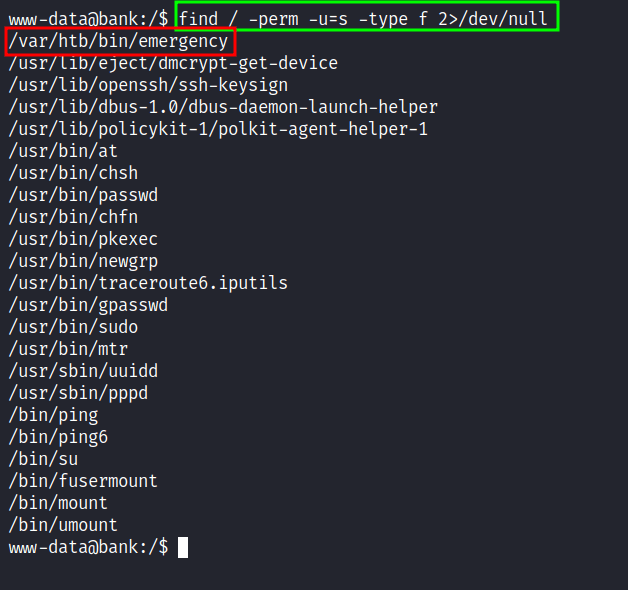 www-data@bank:/$ find / -perm -u=s -type f 2>/dev/null
/var/htb/bin/emergency
/usr/lib/eject/dmcrypt-get-device
/usr/lib/openssh/ssh-keysign
/usr/lib/dbus-1.0/dbus-daemon-launch-helper
/usr/lib/policykit-1/polkit-agent-helper-1
/usr/bin/at
/usr/bin/chsh
/usr/bin/passwd
/usr/bin/chfn
/usr/bin/pkexec
/usr/bin/newgrp
/usr/bin/traceroute6.iputils
/usr/bin/gpasswd
/usr/bin/sudo
/usr/bin/mtr
/usr/sbin/uuidd
/usr/sbin/pppd
/bin/ping
/bin/ping6
/bin/su
/bin/fusermount
/bin/mount
/bin/umount
www-data@bank:/$